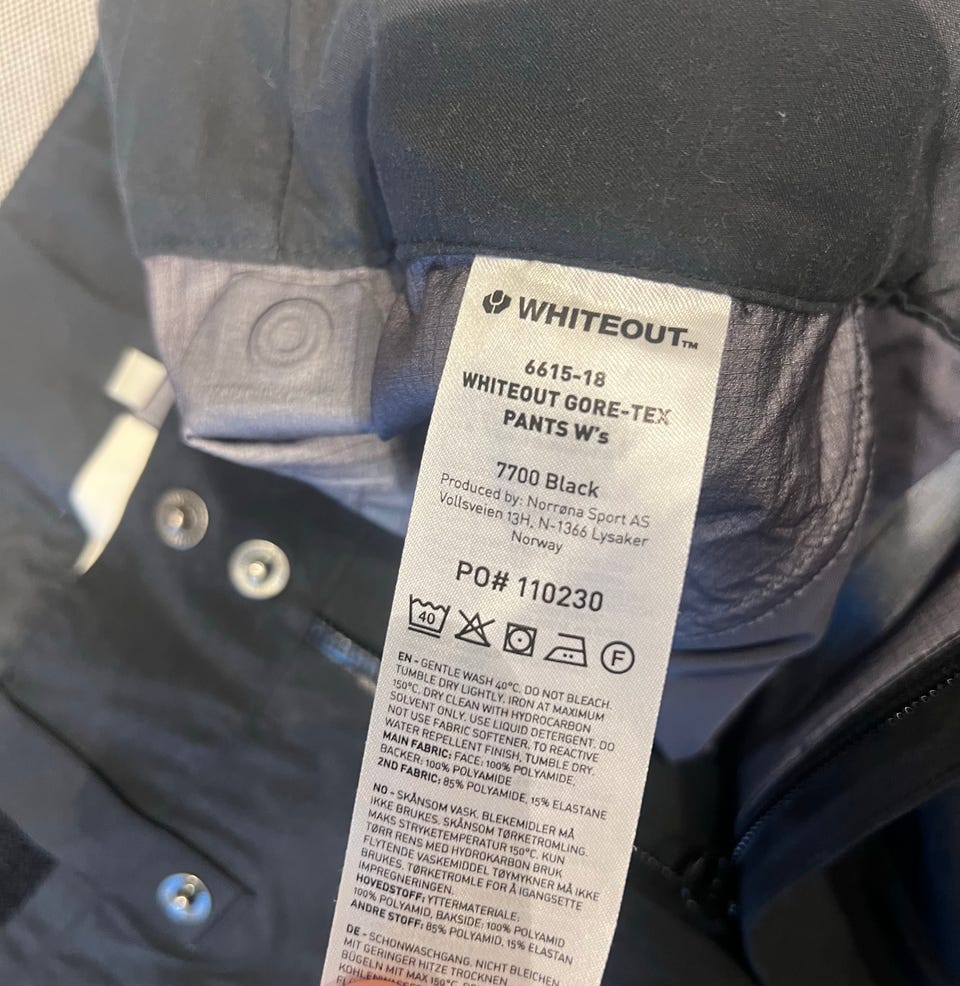 WHITEOUT™
6615-18
WHITEOUT GORE-TEX
PANTS W's
7700 Black
Produced by: Norrøna Sport AS
Vollsveien 13H, N-1366 Lysaker
Norway
PO# 110230
40 F
EN - GENTLE WASH 40°C. DO NOT BLEACH.
TUMBLE DRY LIGHTLY. IRON AT MAXIMUM
150°C. DRY CLEAN WITH HYDROCARBON
SOLVENT ONLY. USE LIQUID DETERGENT. DO
NOT USE FABRIC SOFTENER. TO REACTIVE
WATER REPELLENT FINISH, TUMBLE DRY.
MAIN FABRIC: FACE: 100% POLYAMIDE,
BACKER: 100% POLYAMIDE
2ND FABRIC: 85% POLYAMIDE, 15% ELASTANE
NO - SKÅNSOM VASK. BLEKEMIDLER MÅ
IKKE BRUKES. SKÅNSOM TØRKETROMLING.
MAKS STRYKETEMPERATUR 150°C. KUN
TØRR RENS MED HYDROKARBON BRUK
FLYTENDE VASKEMIDDEL TØYMYKNER MÅ IKKE
BRUKES. TØRKETROMLE FOR Å IGANGSETTE
IMPREGNERINGEN.
HOVEDSTOFF: YTTERMATERIALE:
100% POLYAMID, BAKSIDE: 100% POLYAMID
ANDRE STOFF: 85% POLYAMID, 15% ELASTAN
DE - SCHONWASCHGANG. NICHT BLEICHEN
MIT GERINGER HITZE TROCKNEN
BÜGELN MIT MAX 150°C.